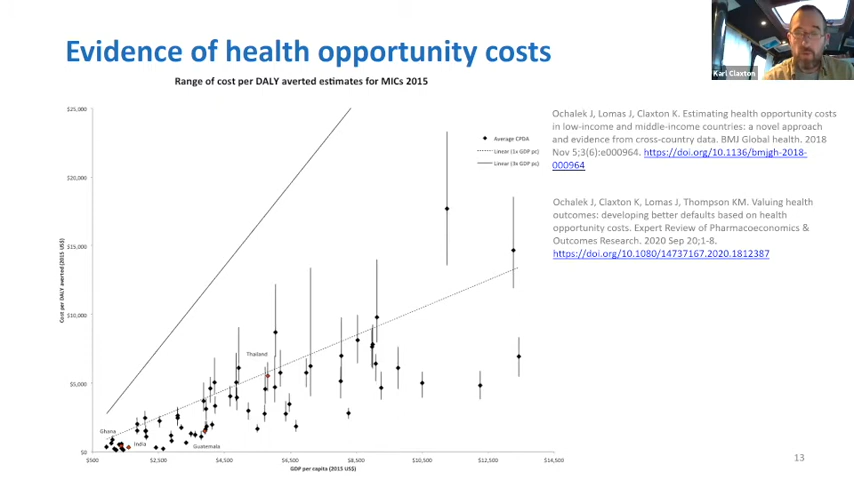 Evidence of health opportunity costs
Karl Claxton
Range of cost per DALY averted estimates for MICs 2015
$25,000
$20,000
$15,000
$10,000
$5,000
$0
Cost per DALY averted (2015 US$)
Average CPDA
Linear (1x GDP pc)
Linear (3x GDP pc)
Thailand
Ghana
India
Guatemala
$500
$2,500
$4,500
$6,500
$8,500
$10,500
$12,500
$14,500
GDP per capita (2015 US$)
Ochalek J, Lomas J, Claxton K. Estimating health opportunity costs
in low-income and middle-income countries: a novel approach
and evidence from cross-country data. BMJ Global health. 2018
Nov 5;3(6):e000964. https://doi.org/10.1136/bmjgh-2018-
000964
Ochalek J, Claxton K, Lomas J, Thompson KM. Valuing health
outcomes: developing better defaults based on health
opportunity costs. Expert Review of Pharmacoeconomics &
Outcomes Research. 2020 Sep 20;1-8.
https://doi.org/10.1080/14737167.2020.1812387
13